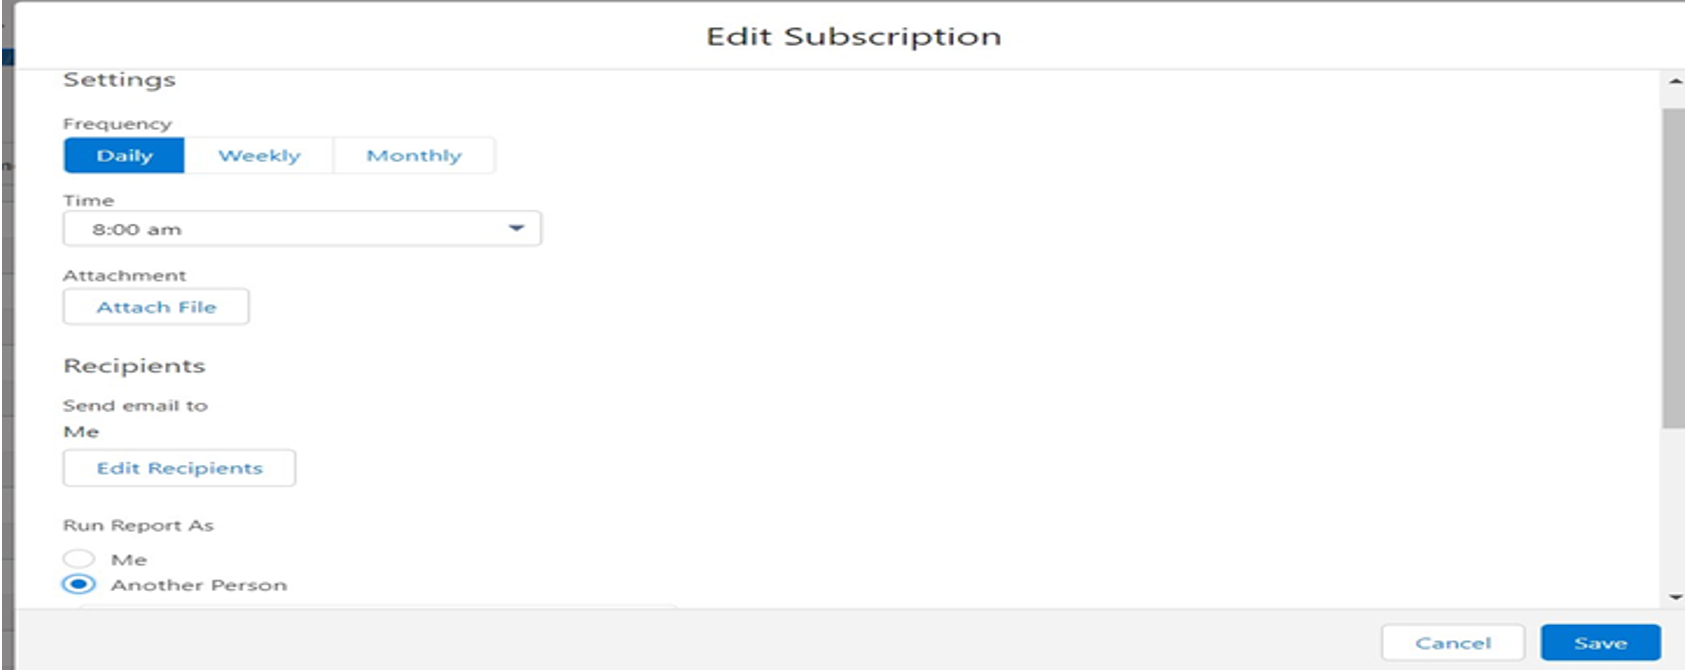 Edit Subscription
Settings
Frequency
Daily Weekly Monthly
Time
8:00 am
Attachment
Attach File
Recipients
Send email to
Me
Edit Recipients
Run Report As
Me
Another Person
Cancel Save